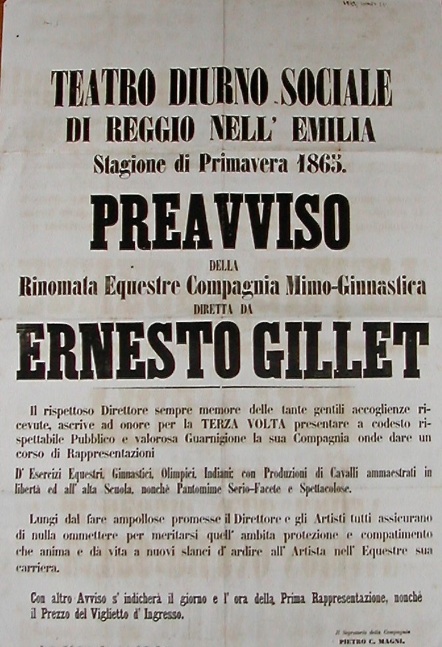 TEATRO DIURNO SOCIALE
DI REGGIO NELL' EMILIA
Stagione di Primavera 1865.
PREAVVISO
DELLA
Rinomata Equestre Compagnia Mimo-Ginnastica
DIRETTA DA
ERNESTO GILLET
Il rispettoso Direttore sempre memore delle tante gentili accoglienze ri-
cevute, ascrive ad onore per la TERZA VOLTA presentare a codesto ri-
spettabile Pubblico e valorosa Guarnigione la sua Compagnia onde dare un
corso di Rappresentazioni
D' Esercizi Equestri, Ginnastici, Olimpici, Indiani; con Produzioni di Cavalli ammaestrati in
libertà ed all' alta Scuola, nonchè Pantomime Serio-Facete e Spettacolose.
Lungi dal fare ampollose promesse il Direttore e gli Artisti tutti assicurano
di nulla ommettere per meritarsi quell' ambita protezione e compatimento
che anima e dà vita a nuovi slanci d' ardire all' Artista nell' Equestre sua
carriera.
Con altro Avviso s' indicherà il giorno e l' ora della Prima Rappresentazione, nonchè
il Prezzo del Viglietto d' Ingresso.
Il Segretario della Compagnia
PIETRO C. MAGNI.